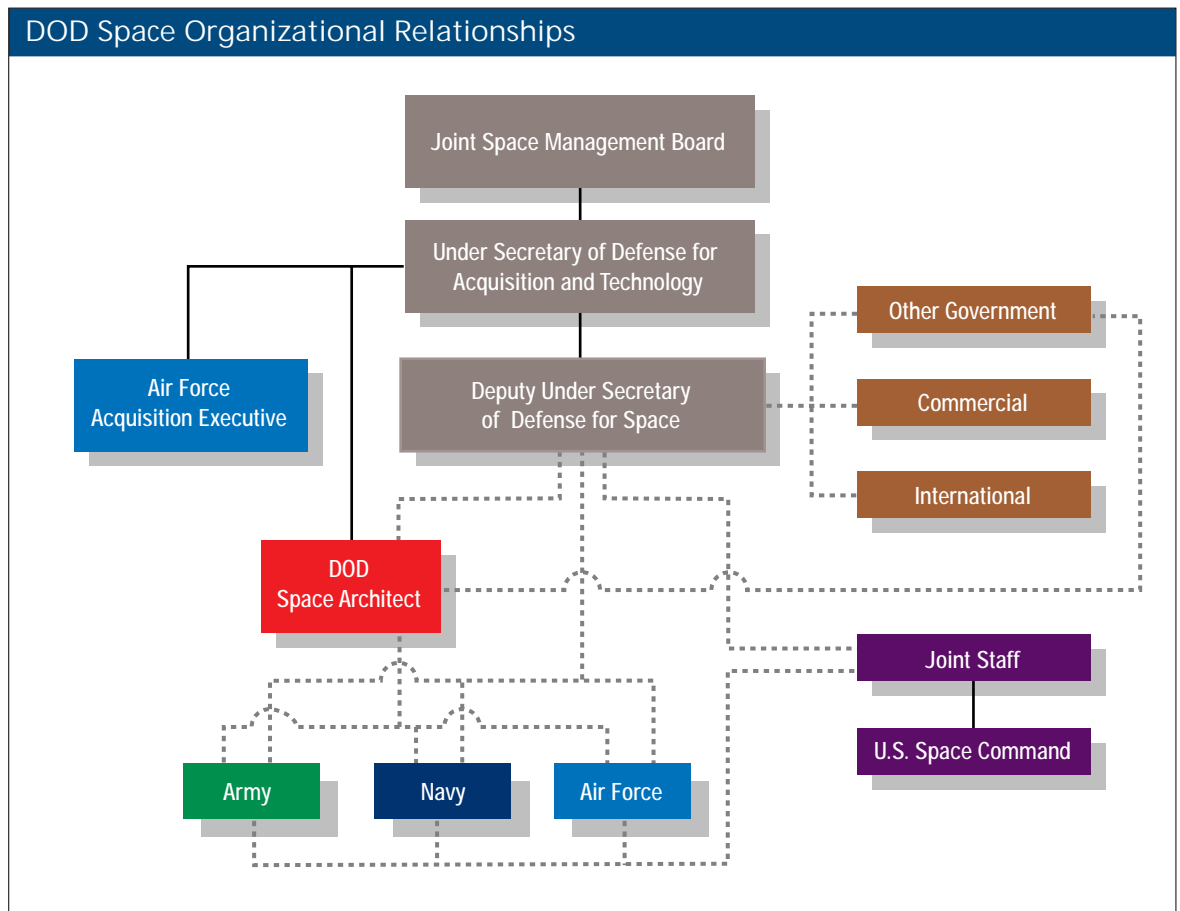 DOD Space Organizational Relationships
Joint Space Management Board
Under Secretary of Defense for
Acquisition and Technology
Other Government
Air Force
Acquisition Executive
Deputy Under Secretary
of Defense for Space
Commercial
International
DOD
Space Architect
Joint Staff
U.S. Space Command
Army
Navy
Air Force